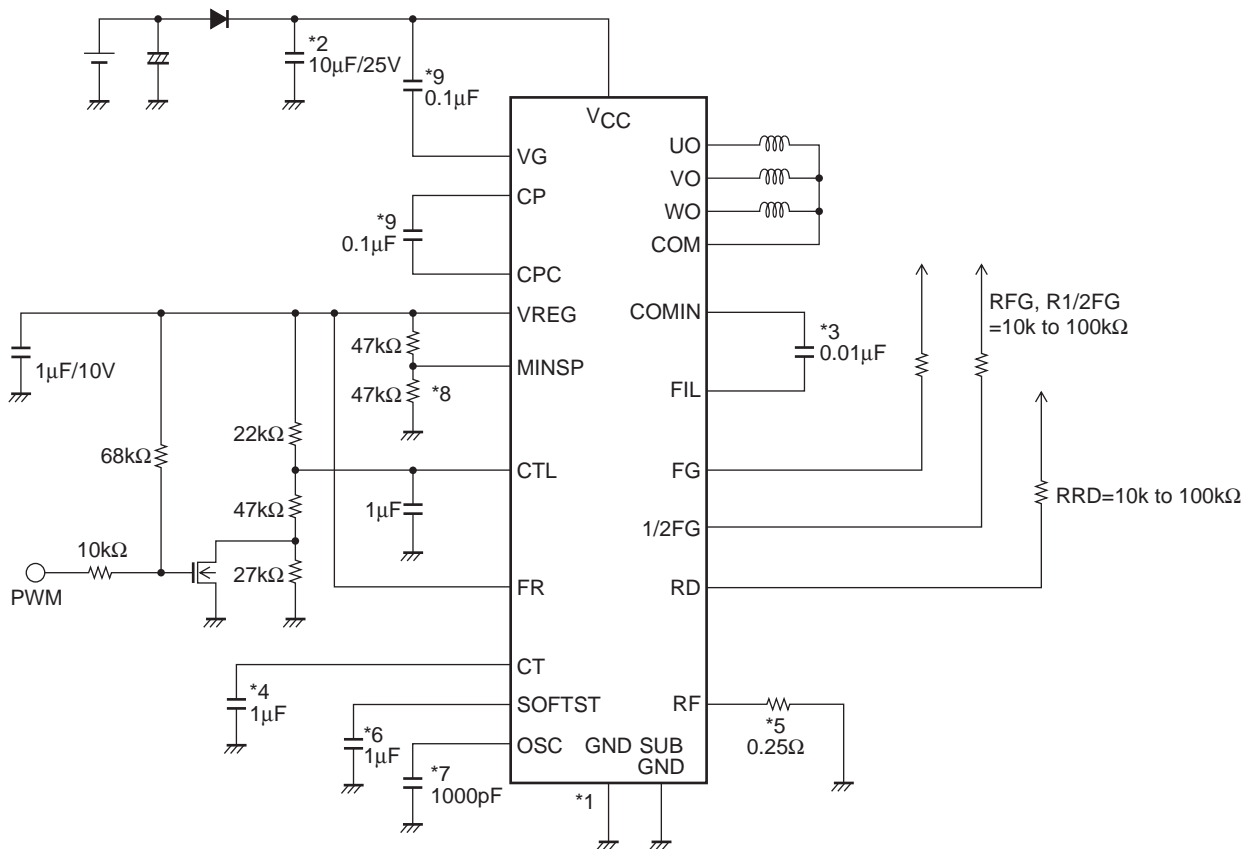 *2
10μF/25V
*9
0.1μF
VCC
UO
VG
VO
CP
WO
*9
0.1μF
COM
CPC
RFG, R1/2FG
=10k to 100kΩ
VREG
COMIN
47kΩ
*3
0.01μF
1μF/10V
MINSP
47kΩ
*8
FIL
22kΩ
68kΩ
CTL
FG
47kΩ
1μF
RRD=10k to 100kΩ
1/2FG
10kΩ
27kΩ
PWM
FR
RD
CT
*4
1μF
SOFTST
RF
*6
1μF
*5
0.25Ω
OSC
GND
SUB
GND
*7
1000pF
*1